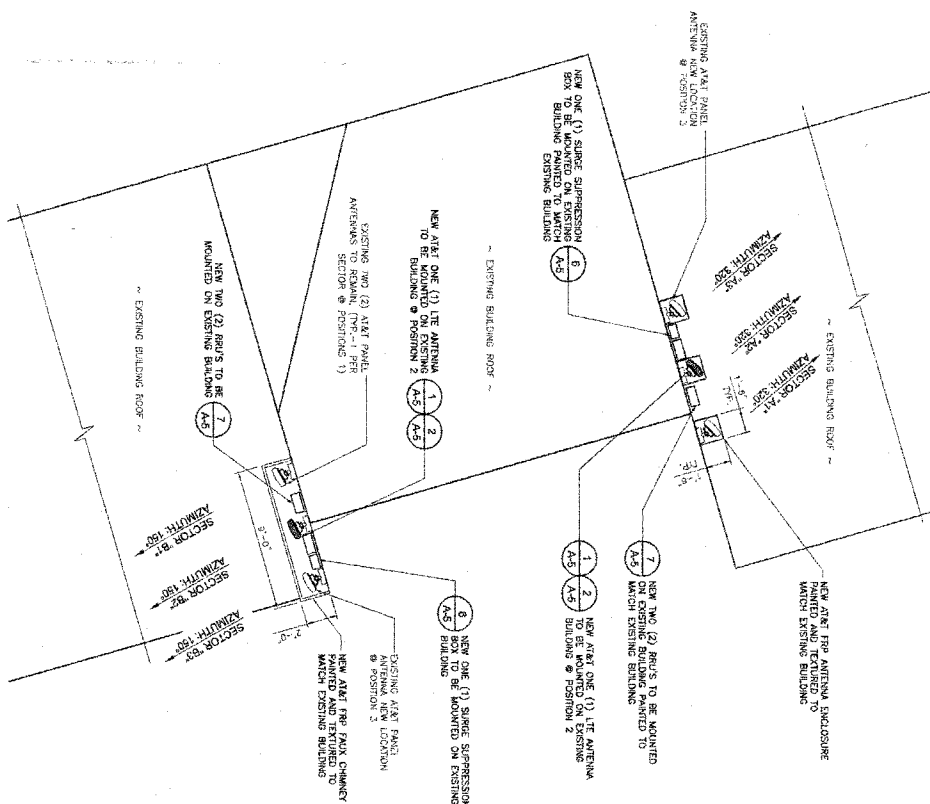 EXISTING AT&T PANEL
ANTENNA NEW LOCATION
@ POSITION 3
NEW ONE (1) SURGE SUPPRESSION
BOX TO BE MOUNTED ON EXISTING
BUILDING PAINTED TO MATCH
EXISTING BUILDING
6
A-5
SECTOR "A3"
AZIMUTH: 320°
SECTOR "A2"
AZIMUTH: 320°
SECTOR "A1"
AZIMUTH: 320°
~ EXISTING BUILDING ROOF ~
TYP.
TYP.
NEW AT&T FRP ANTENNA ENCLOSURE
PAINTED AND TEXTURED TO
MATCH EXISTING BUILDING
7
A-5
NEW TWO (2) RRU'S TO BE MOUNTED
ON EXISTING BUILDING PAINTED TO
MATCH EXISTING BUILDING
1
A-5
2
A-5
NEW AT&T ONE (1) LTE ANTENNA
TO BE MOUNTED ON EXISTING
BUILDING @ POSITION 2
~ EXISTING BUILDING ROOF ~
NEW AT&T ONE (1) LTE ANTENNA
TO BE MOUNTED ON EXISTING
BUILDING @ POSITION 2
1
A-5
2
A-5
EXISTING TWO (2) AT&T PANEL
ANTENNAS TO REMAIN, (TYP.-1 PER
SECTOR @ POSITIONS 1)
NEW TWO (2) RRU'S TO BE
MOUNTED ON EXISTING BUILDING
7
A-5
~ EXISTING BUILDING ROOF ~
SECTOR "B1"
AZIMUTH: 150°
SECTOR "B2"
AZIMUTH: 150°
SECTOR "B3"
AZIMUTH: 150°
2'-0"
A-5
NEW ONE (1) SURGE SUPPRESSION
BOX TO BE MOUNTED ON EXISTING
BUILDING
EXISTING AT&T PANEL
ANTENNA NEW LOCATION
@ POSITION 3
NEW AT&T FRP FAUX CHIMNEY
PAINTED AND TEXTURED TO
MATCH EXISTING BUILDING